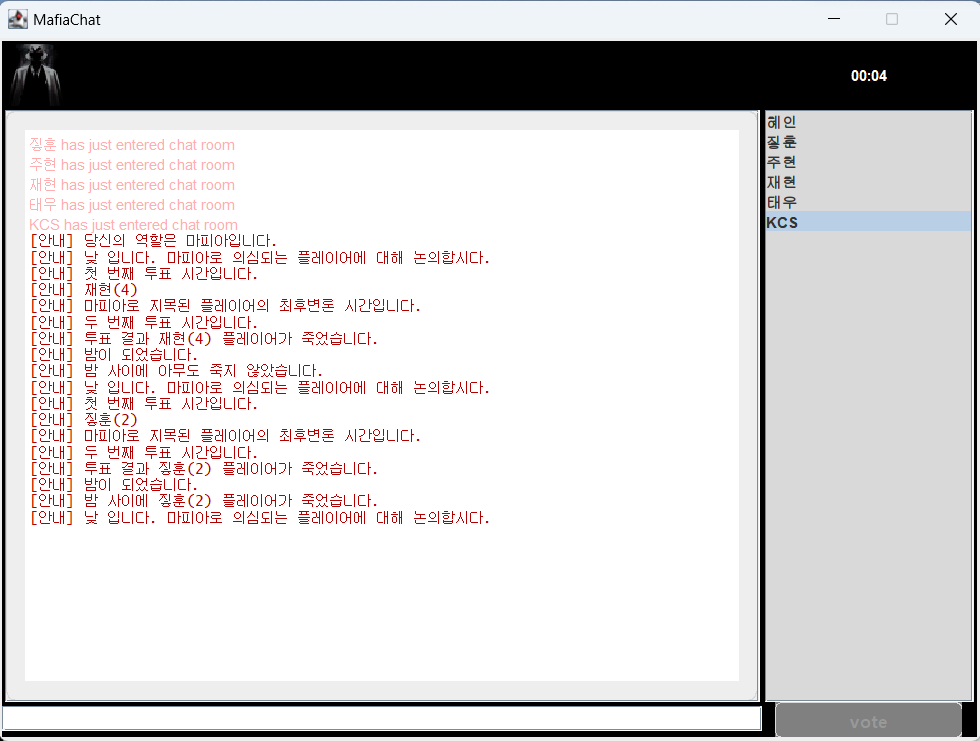 MafiaChat
00:04
짛훈 has just entered chat room
주현 has just entered chat room
재현 has just entered chat room
태우 has just entered chat room
KCS has just entered chat room
[안내] 당신의 역할은 마피아입니다.
[안내] 낮 입니다. 마피아로 의심되는 플레이어에 대해 논의합시다.
[안내] 첫 번째 투표 시간입니다.
[안내] 재현(4)
[안내] 마피아로 지목된 플레이어의 최후변론 시간입니다.
[안내] 두 번째 투표 시간입니다.
[안내] 투표 결과 재현(4) 플레이어가 죽었습니다.
[안내] 밤이 되었습니다.
[안내] 밤 사이에 아무도 죽지 않았습니다.
[안내] 낮 입니다. 마피아로 의심되는 플레이어에 대해 논의합시다.
[안내] 첫 번째 투표 시간입니다.
[안내] 짛훈(2)
[안내] 마피아로 지목된 플레이어의 최후변론 시간입니다.
[안내] 두 번째 투표 시간입니다.
[안내] 투표 결과 짛훈(2) 플레이어가 죽었습니다.
[안내] 밤이 되었습니다.
[안내] 밤 사이에 짛훈(2) 플레이어가 죽었습니다.
[안내] 낮 입니다. 마피아로 의심되는 플레이어에 대해 논의합시다.
혜인
짛훈
주현
재현
태우
KCS
vote